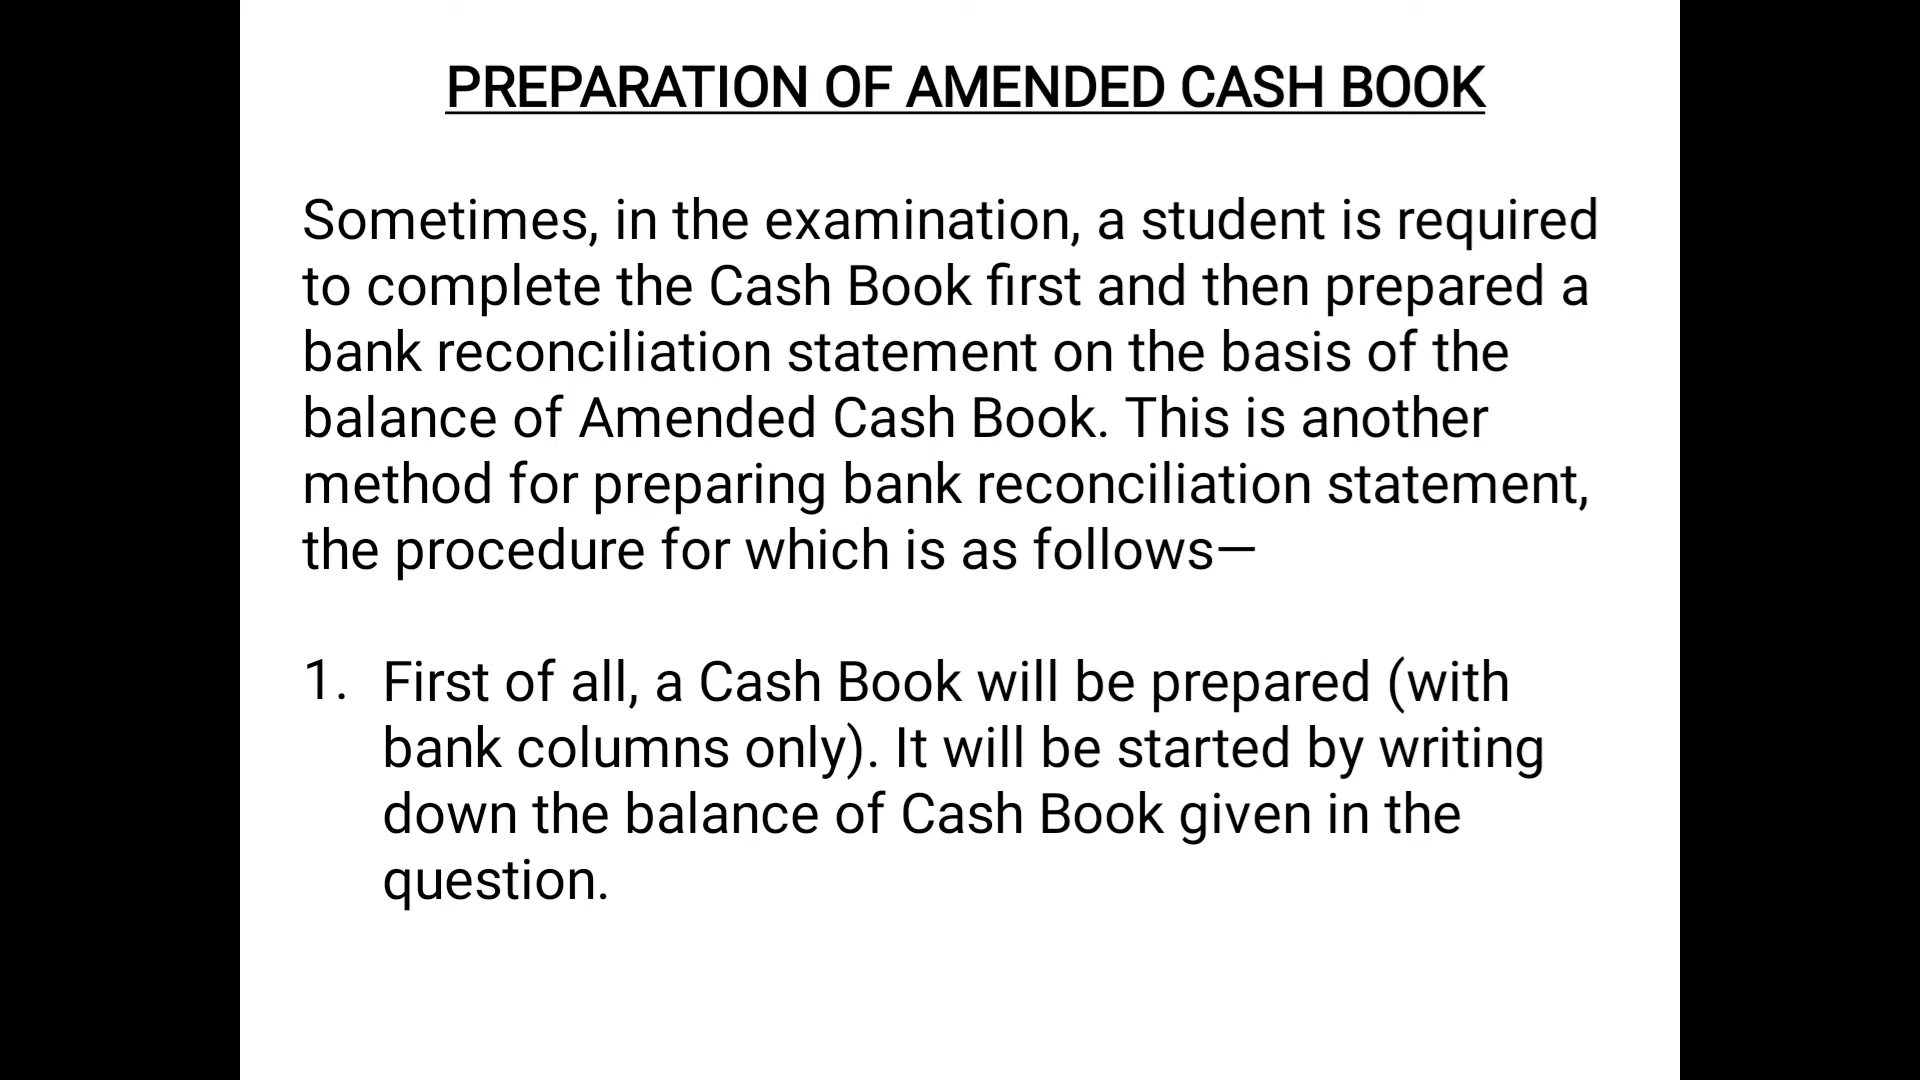 PREPARATION OF AMENDED CASH BOOK
Sometimes, in the examination, a student is required
to complete the Cash Book first and then prepared a
bank reconciliation statement on the basis of the
balance of Amended Cash Book. This is another
method for preparing bank reconciliation statement,
the procedure for which is as follows—
1. First of all, a Cash Book will be prepared (with
bank columns only). It will be started by writing
down the balance of Cash Book given in the
question.